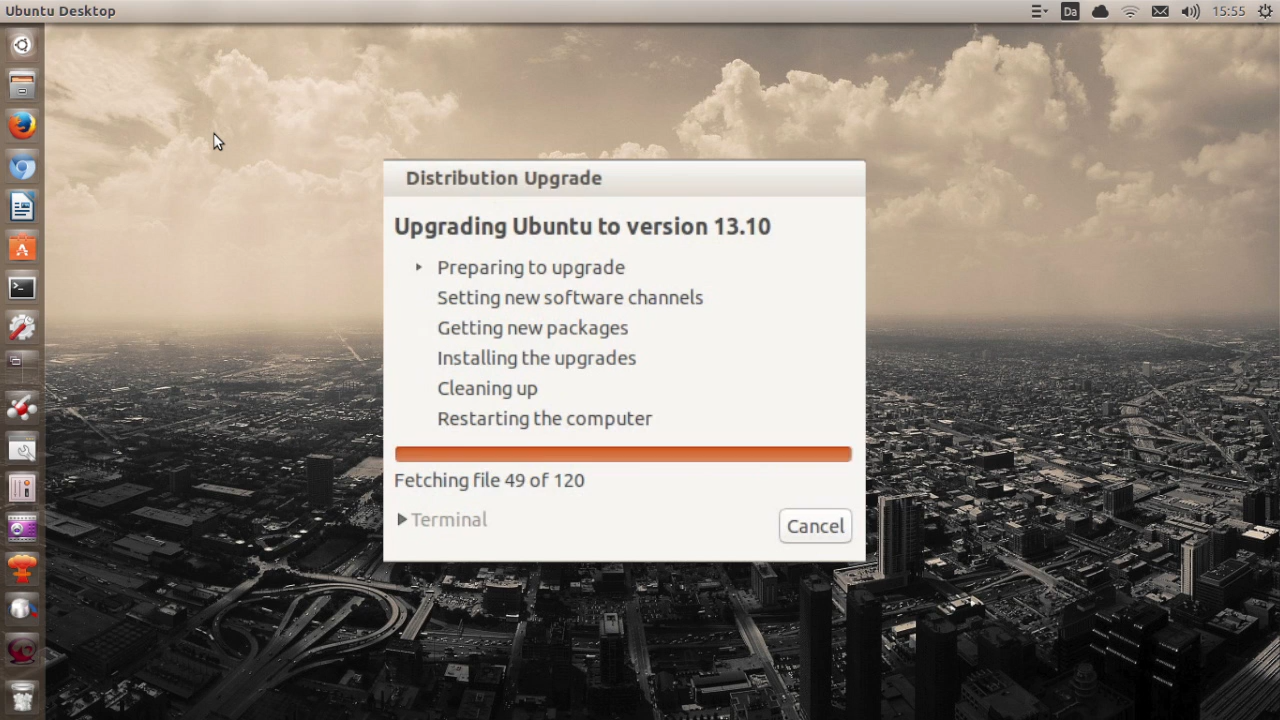 Ubuntu Desktop
Da
15:55
Distribution Upgrade
Upgrading Ubuntu to version 13.10
Preparing to upgrade
Setting new software channels
Getting new packages
Installing the upgrades
Cleaning up
Restarting the computer
Fetching file 49 of 120
Terminal
Cancel